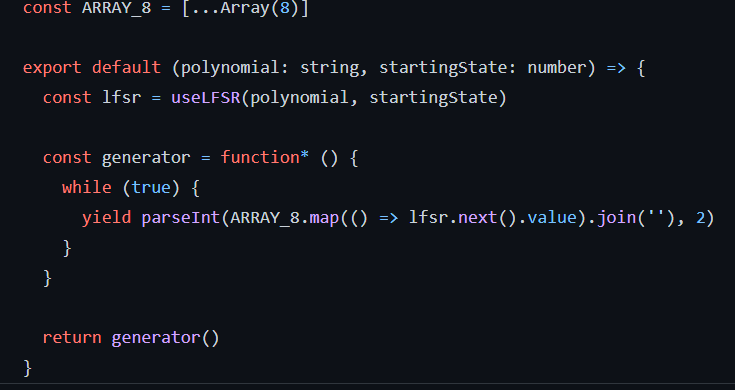 const ARRAY_8 = [...Array(8)]
export default (polynomial: string, startingState: number) => {
const lfsr = useLFSR(polynomial, startingState)
const generator = function* () {
while (true) {
yield parseInt(ARRAY_8.map(() => lfsr.next().value).join(''), 2)
}
}
return generator()
}